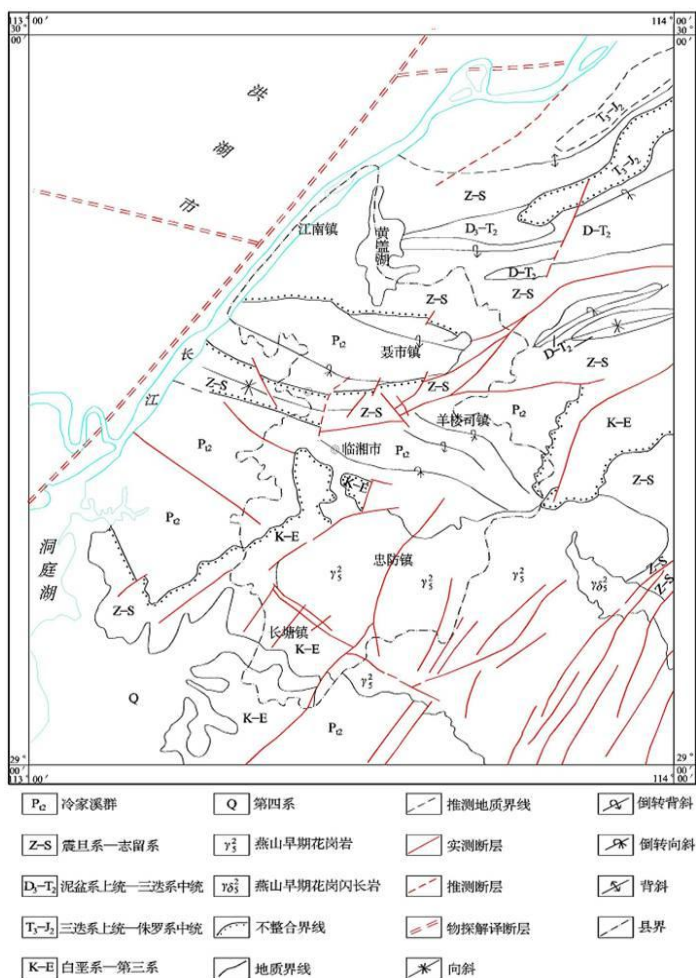 113°00′
30°00′
114°00′
30°00′
洪
湖
市
T₃–J₂
T₃–J₂
Z–S
江南镇
黄盖湖
D₃–T₂
D–T₂
D–T₂
Z–S
Z–S
Pt2
聂市镇
D–T₂
长
江
Z–S
Z–S
Z–S
Z–S
羊楼司镇
Pt2
K–E
Pt2
临湘市
Pt2
Z–S
K–E
Pt2
K–E
忠防镇
洞庭湖
γ₅²
γ₅²
γ₅²
γδ₅²
Z–S
Z–S
Z–S
长塘镇
K–E
γ₅²
Q
K–E
Pt2
29°00′
113°00′
29°00′
114°00′
Pt2 冷家溪群
Q 第四系
推测地质界线
倒转背斜
Z–S 震旦系—志留系
γ₅² 燕山早期花岗岩
实测断层
倒转向斜
D₃–T₂ 泥盆系上统—三迭系中统
γδ₅² 燕山早期花岗闪长岩
推测断层
背斜
T₃–J₂ 三迭系上统—侏罗系中统
不整合界线
物探解译断层
县界
K–E 白垩系—第三系
地质界线
向斜